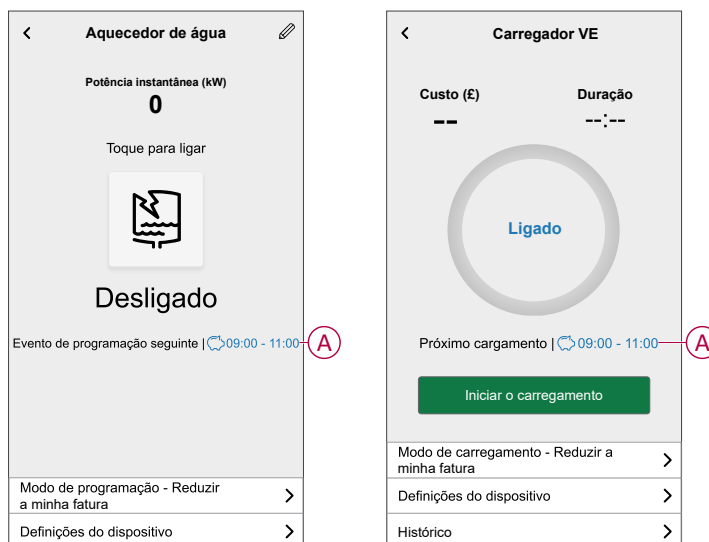 Aquecedor de água
Potência instantânea (kW)
0
Toque para ligar
Desligado
Evento de programação seguinte | 09:00 - 11:00
A
Modo de programação - Reduzir
a minha fatura
Definições do dispositivo
Carregador VE
Custo (£) Duração
-- --:--
Ligado
Próximo cargamento | 09:00 - 11:00
A
Iniciar o carregamento
Modo de carregamento - Reduzir a
minha fatura
Definições do dispositivo
Histórico